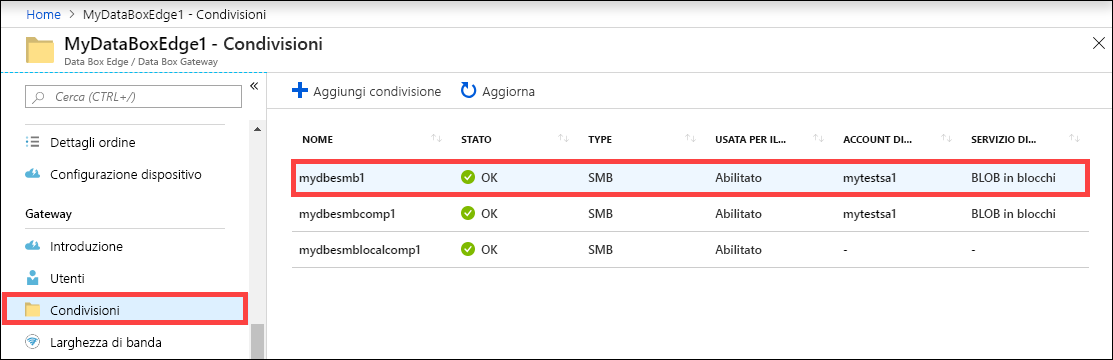 Home > MyDataBoxEdge1 - Condivisioni
MyDataBoxEdge1 - Condivisioni
Data Box Edge / Data Box Gateway
Cerca (CTRL+/)
Dettagli ordine
Configurazione dispositivo
Gateway
Introduzione
Utenti
Condivisioni
Larghezza di banda
Aggiungi condivisione Aggiorna
NOME STATO TYPE USATA PER IL... ACCOUNT DI... SERVIZIO DI...
mydbesmb1 OK SMB Abilitato mytestsa1 BLOB in blocchi
mydbesmbcomp1 OK SMB Abilitato mytestsa1 BLOB in blocchi
mydbesmblocalcomp1 OK SMB Abilitato - -